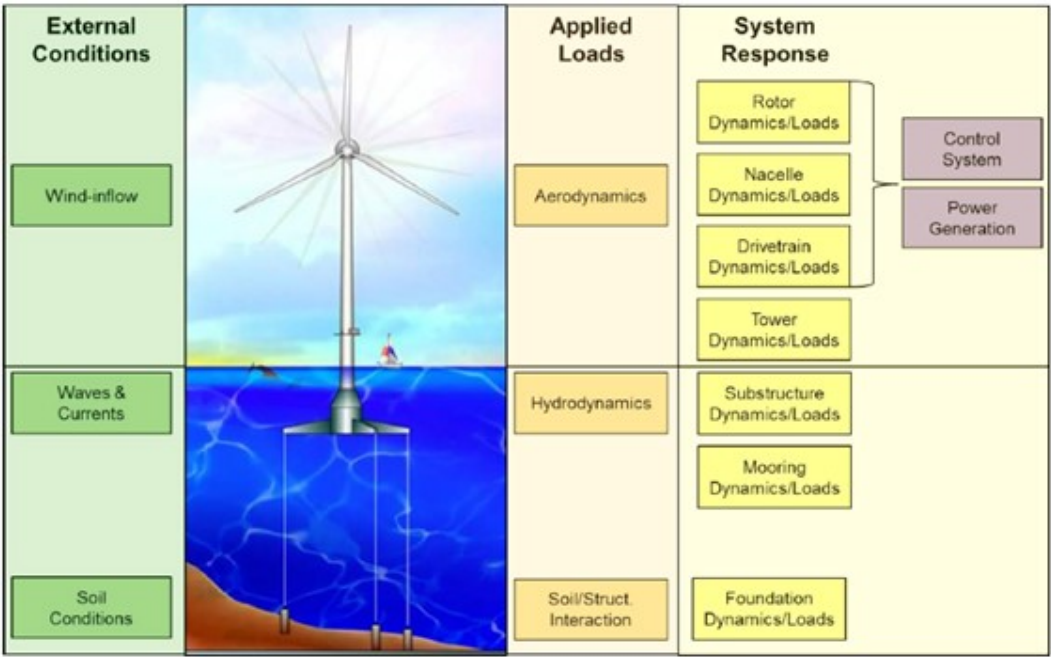 External
Conditions
Applied
Loads
System
Response
Rotor
Dynamics/Loads
Control
System
Wind-inflow
Aerodynamics
Nacelle
Dynamics/Loads
Power
Generation
Drivetrain
Dynamics/Loads
Tower
Dynamics/Loads
Waves &
Currents
Hydrodynamics
Substructure
Dynamics/Loads
Mooring
Dynamics/Loads
Soil
Conditions
Soil/Struct.
Interaction
Foundation
Dynamics/Loads